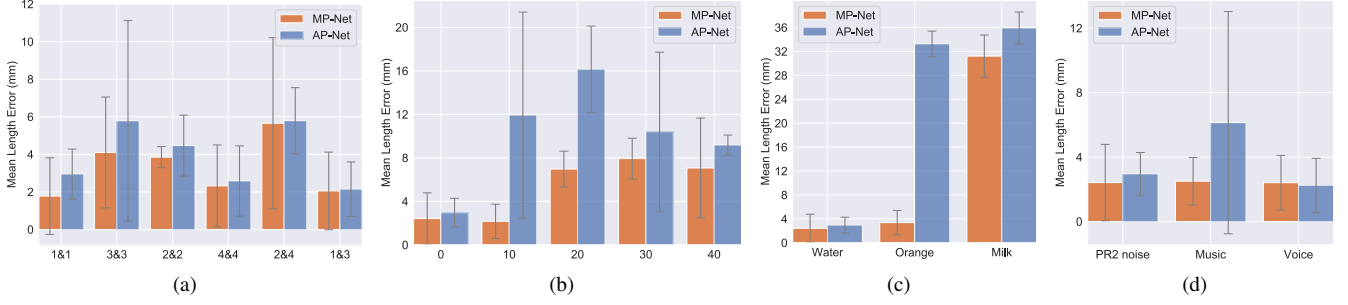 12
10
8
6
4
2
0
Mean Length Error (mm)
MP-Net
AP-Net
1&1 3&3 2&2 4&4 2&4 1&3
(a)
20
16
12
8
4
0
Mean Length Error (mm)
MP-Net
AP-Net
0 10 20 30 40
(b)
36
32
28
24
20
16
12
8
4
0
Mean Length Error (mm)
MP-Net
AP-Net
Water Orange Milk
(c)
12
8
4
0
Mean Length Error (mm)
MP-Net
AP-Net
PR2 noise Music Voice
(d)